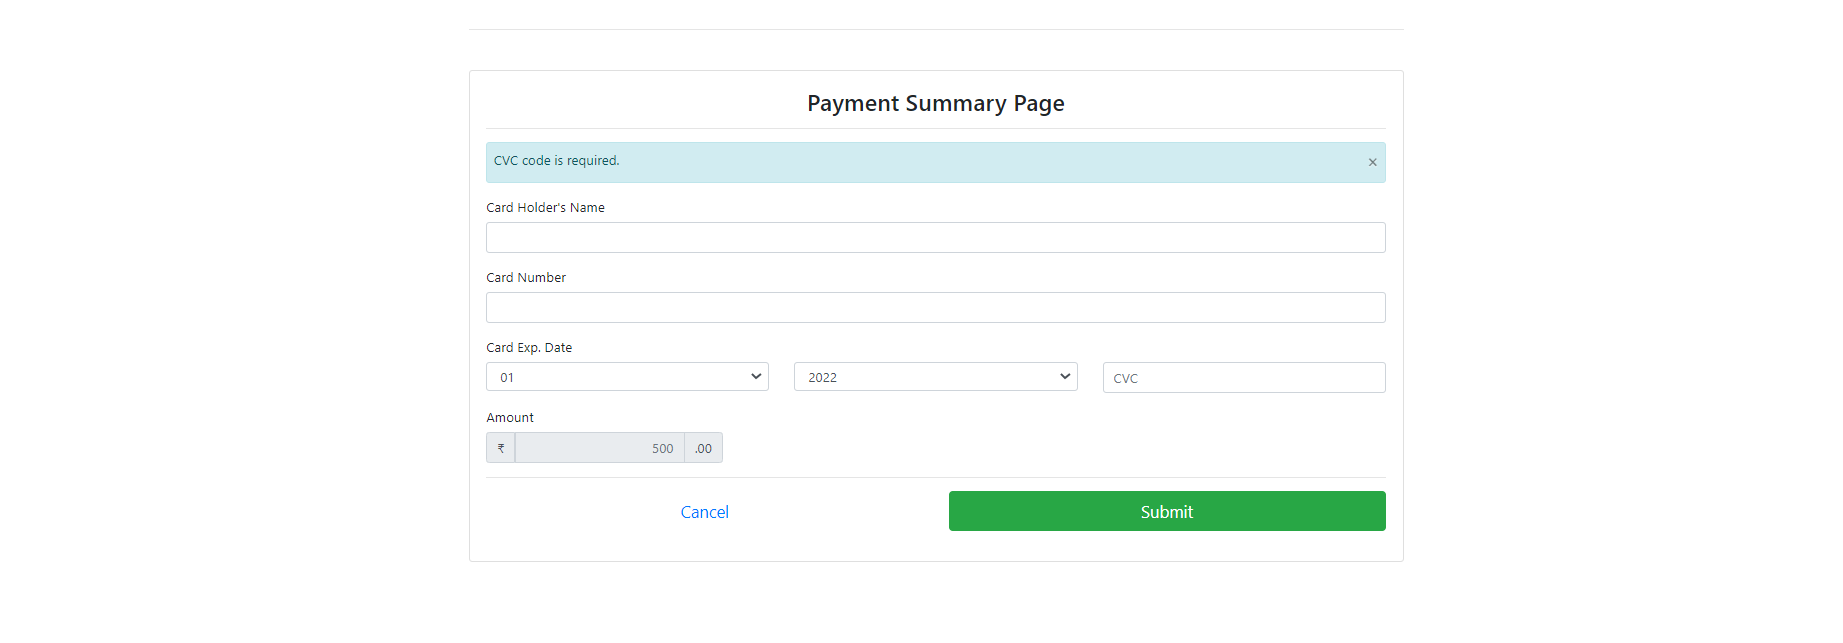 Payment Summary Page
CVC code is required. ×
Card Holder's Name
Card Number
Card Exp. Date
01 2022 CVC
Amount
₹ 500 .00
Cancel Submit